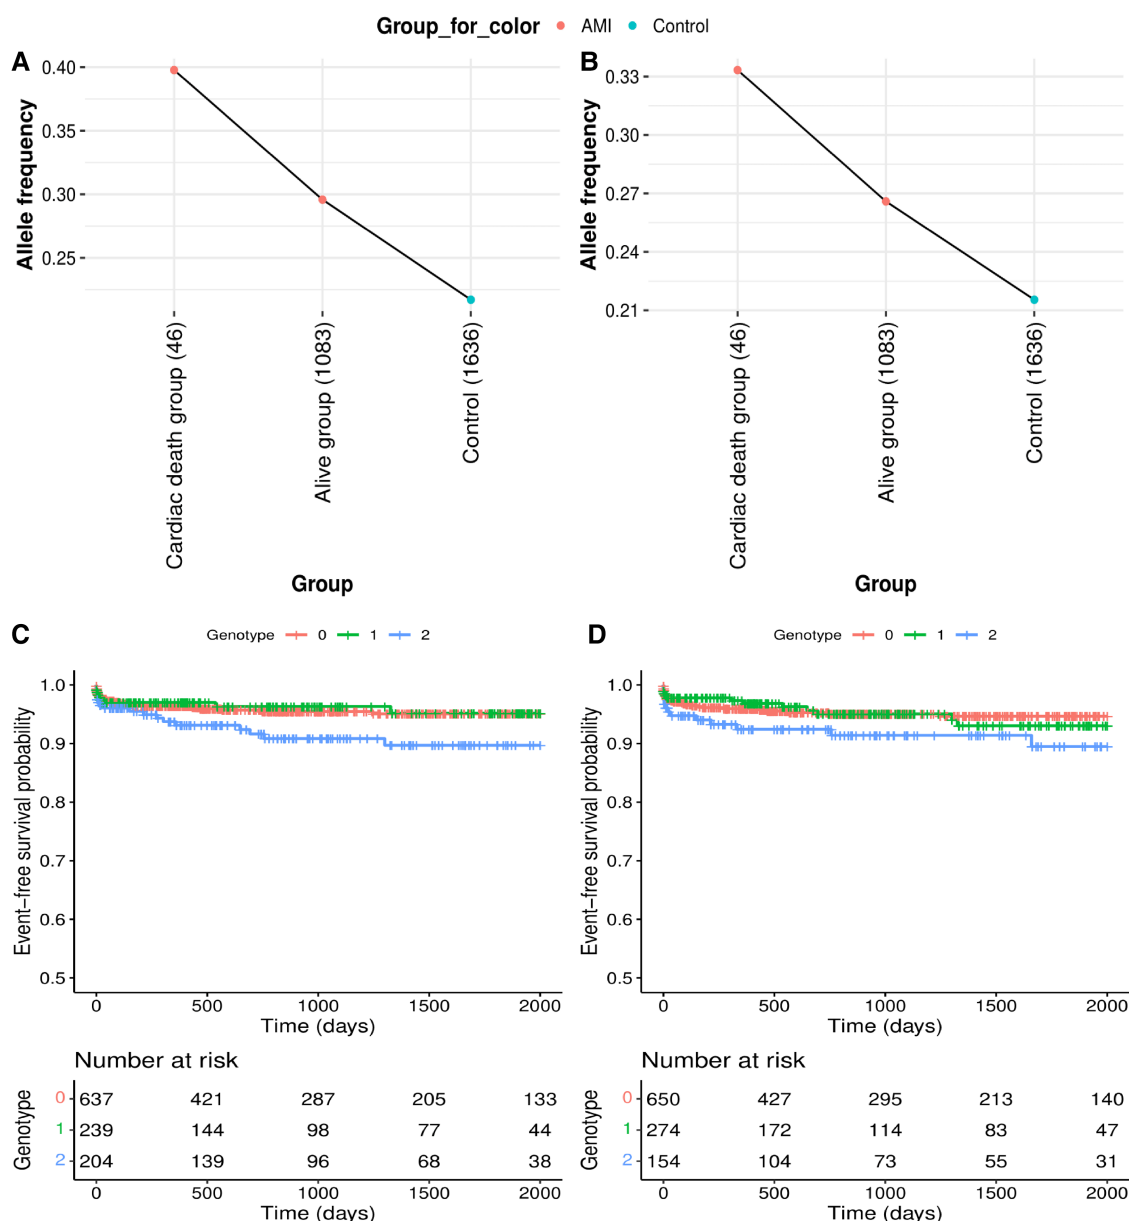 Group_for_color AMI Control
A
Allele frequency
0.40
0.35
0.30
0.25
Cardiac death group (46)
Alive group (1083)
Control (1636)
Group
B
Allele frequency
0.33
0.30
0.27
0.24
0.21
Cardiac death group (46)
Alive group (1083)
Control (1636)
Group
C
Genotype 0 1 2
Event−free survival probability
1.0
0.9
0.8
0.7
0.6
0.5
0 500 1000 1500 2000
Time (days)
Number at risk
Genotype
0 637 421 287 205 133
1 239 144 98 77 44
2 204 139 96 68 38
0 500 1000 1500 2000
Time (days)
D
Genotype 0 1 2
Event−free survival probability
1.0
0.9
0.8
0.7
0.6
0.5
0 500 1000 1500 2000
Time (days)
Number at risk
Genotype
0 650 427 295 213 140
1 274 172 114 83 47
2 154 104 73 55 31
0 500 1000 1500 2000
Time (days)